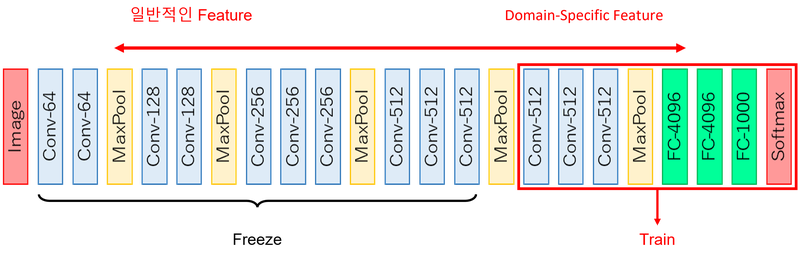 일반적인 Feature
Domain-Specific Feature
Image
Conv-64
Conv-64
MaxPool
Conv-128
Conv-128
MaxPool
Conv-256
Conv-256
Conv-256
MaxPool
Conv-512
Conv-512
Conv-512
MaxPool
Conv-512
Conv-512
Conv-512
MaxPool
FC-4096
FC-4096
FC-1000
Softmax
Freeze
Train